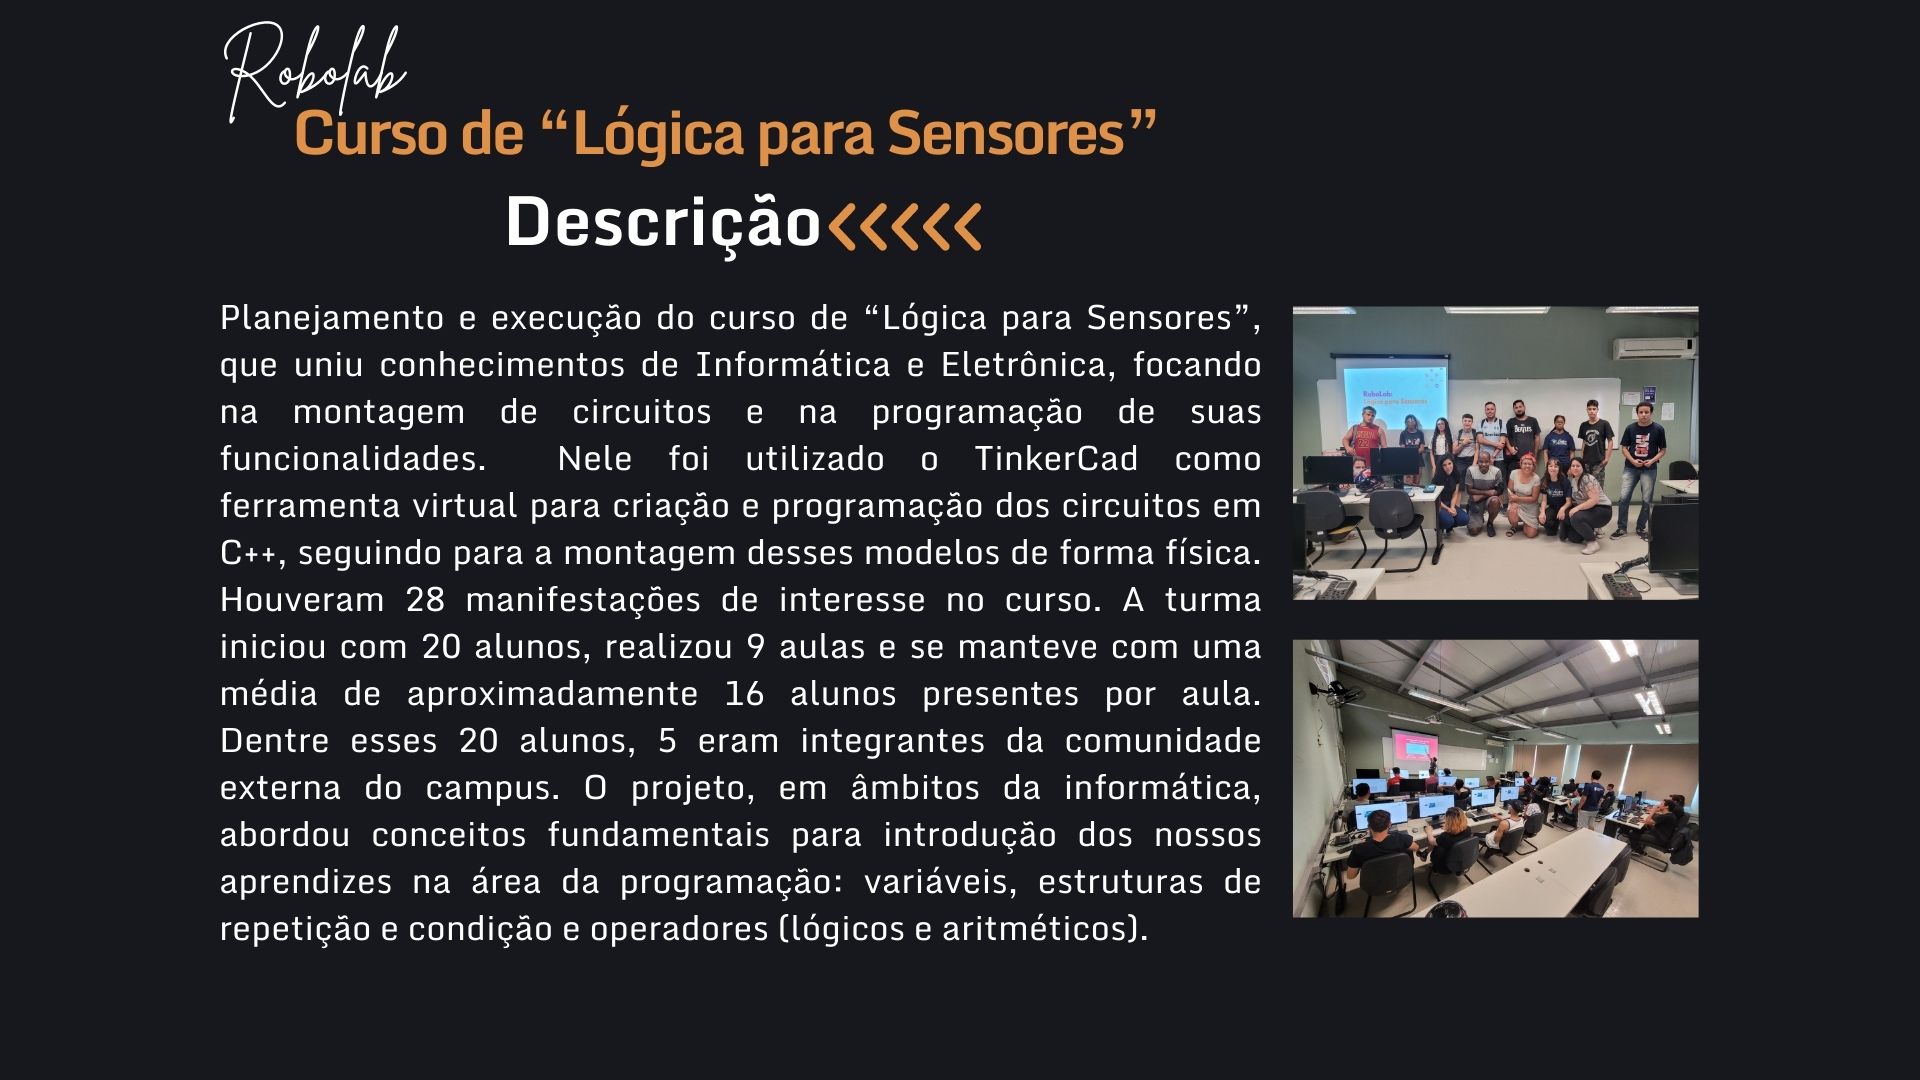 Robolab
Curso de “Lógica para Sensores”
Descrição
Planejamento e execução do curso de “Lógica para Sensores”,
que uniu conhecimentos de Informática e Eletrônica, focando
na montagem de circuitos e na programação de suas
funcionalidades. Nele foi utilizado o TinkerCad como
ferramenta virtual para criação e programação dos circuitos em
C++, seguindo para a montagem desses modelos de forma física.
Houveram 28 manifestações de interesse no curso. A turma
iniciou com 20 alunos, realizou 9 aulas e se manteve com uma
média de aproximadamente 16 alunos presentes por aula.
Dentre esses 20 alunos, 5 eram integrantes da comunidade
externa do campus. O projeto, em âmbitos da informática,
abordou conceitos fundamentais para introdução dos nossos
aprendizes na área da programação: variáveis, estruturas de
repetição e condição e operadores (lógicos e aritméticos).
RoboLab:
Lógica para Sensores